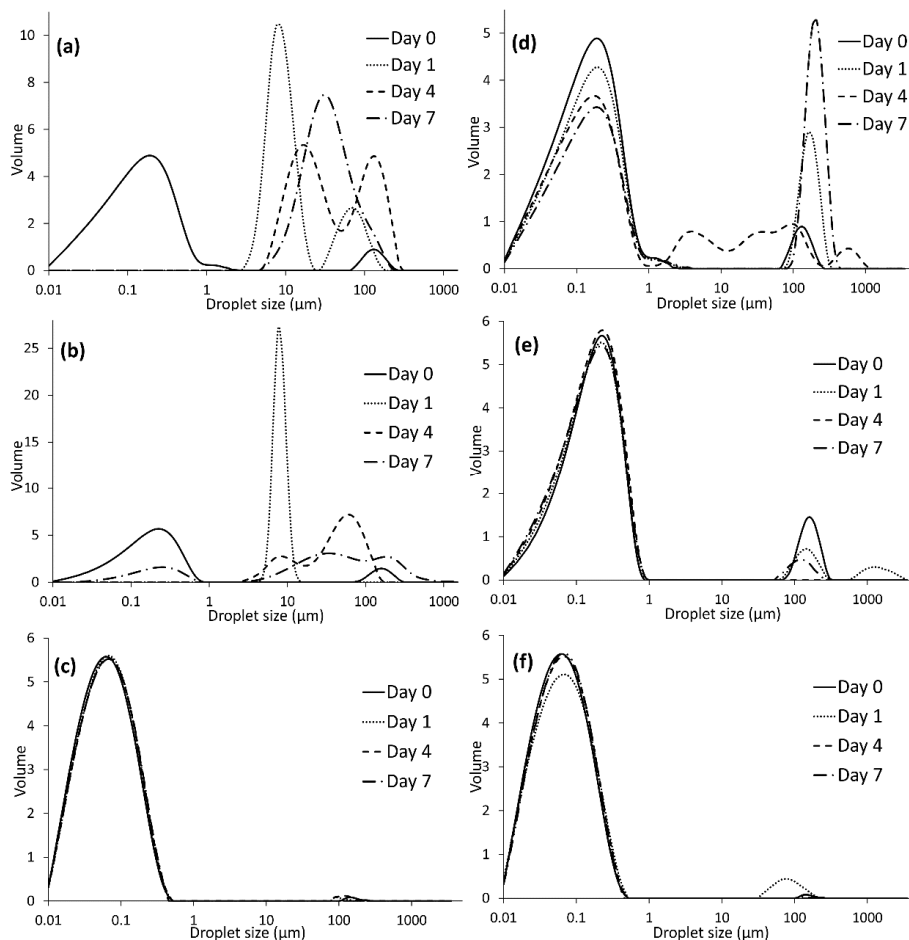 (a)
Day 0
Day 1
Day 4
Day 7
Volume
10
8
6
4
2
0
0.01 0.1 1 10 100 1000
Droplet size (µm)
(d)
Day 0
Day 1
Day 4
Day 7
Volume
5
4
3
2
1
0
0.01 0.1 1 10 100 1000
Droplet size (µm)
(b)
Day 0
Day 1
Day 4
Day 7
Volume
25
20
15
10
5
0
0.01 0.1 1 10 100 1000
Droplet size (µm)
(e)
Day 0
Day 1
Day 4
Day 7
Volume
6
5
4
3
2
1
0
0.01 0.1 1 10 100 1000
Droplet size (µm)
(c)
Day 0
Day 1
Day 4
Day 7
Volume
6
5
4
3
2
1
0
0.01 0.1 1 10 100 1000
Droplet size (µm)
(f)
Day 0
Day 1
Day 4
Day 7
Volume
6
5
4
3
2
1
0
0.01 0.1 1 10 100 1000
Droplet size (µm)